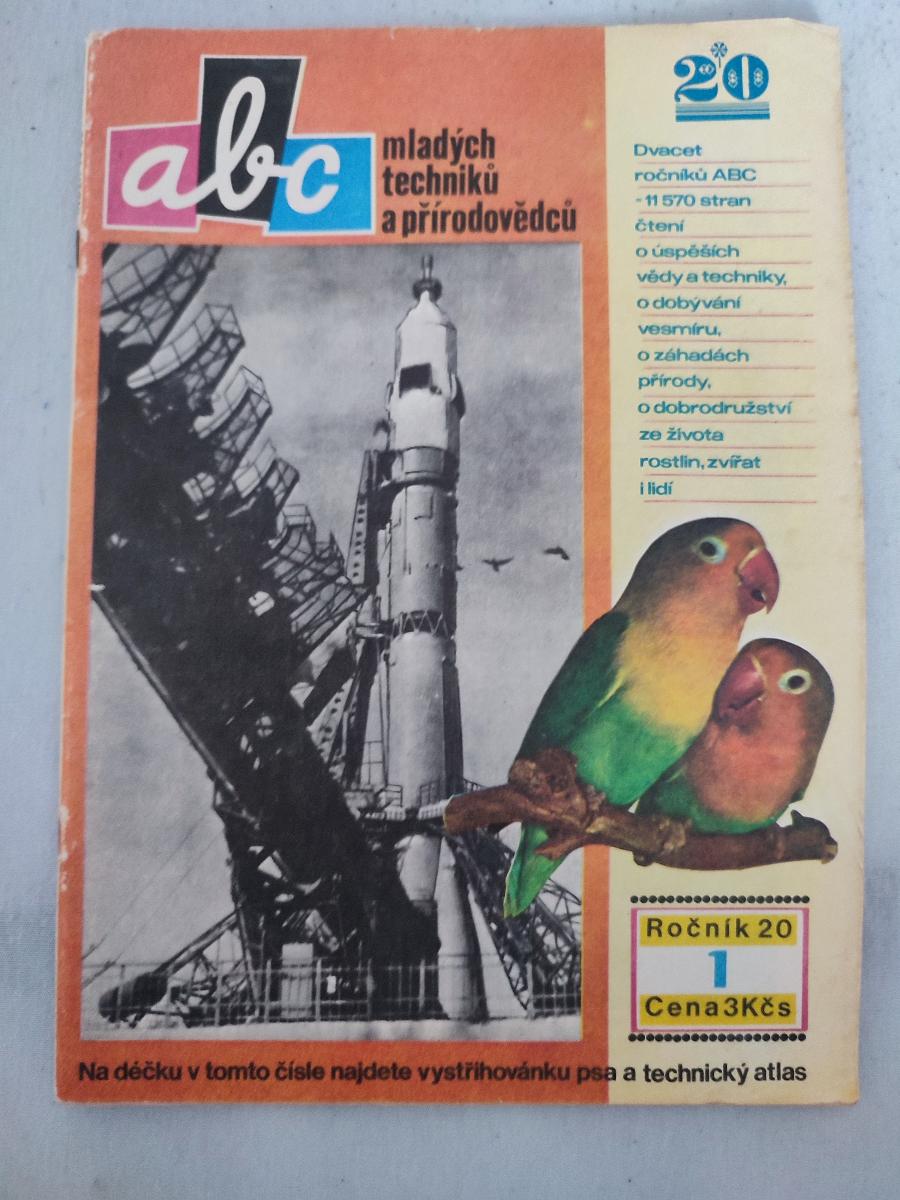 abc
mladých
techniků
a přírodovědců
20
Dvacet
ročníků ABC
- 11 570 stran
čtení
o úspěších
vědy a techniky,
o dobývání
vesmíru,
o záhadách
přírody,
o dobrodružství
ze života
rostlin, zvířat
i lidí
Ročník 20
1
Cena 3 Kčs
Na déčku v tomto čísle najdete vystřihovánku psa a technický atlas